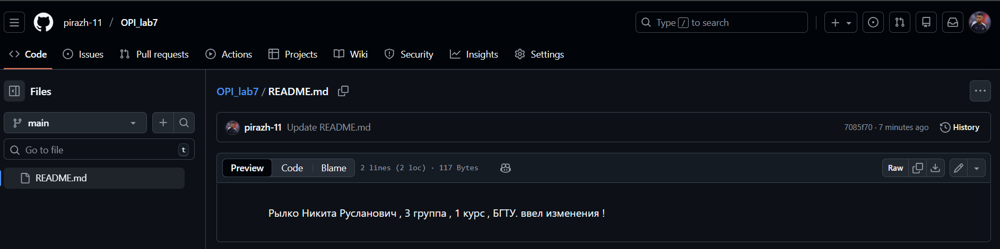 pirazh-11 / OPI_lab7
Type / to search
Code Issues Pull requests Actions Projects Wiki Security Insights Settings
Files
OPI_lab7 / README.md
main
pirazh-11 Update README.md
7085f70 · 7 minutes ago History
Go to file t
Preview Code Blame 2 lines (2 loc) · 117 Bytes
Raw
README.md
Рылко Никита Русланович , 3 группа , 1 курс , БГТУ. ввел изменения !